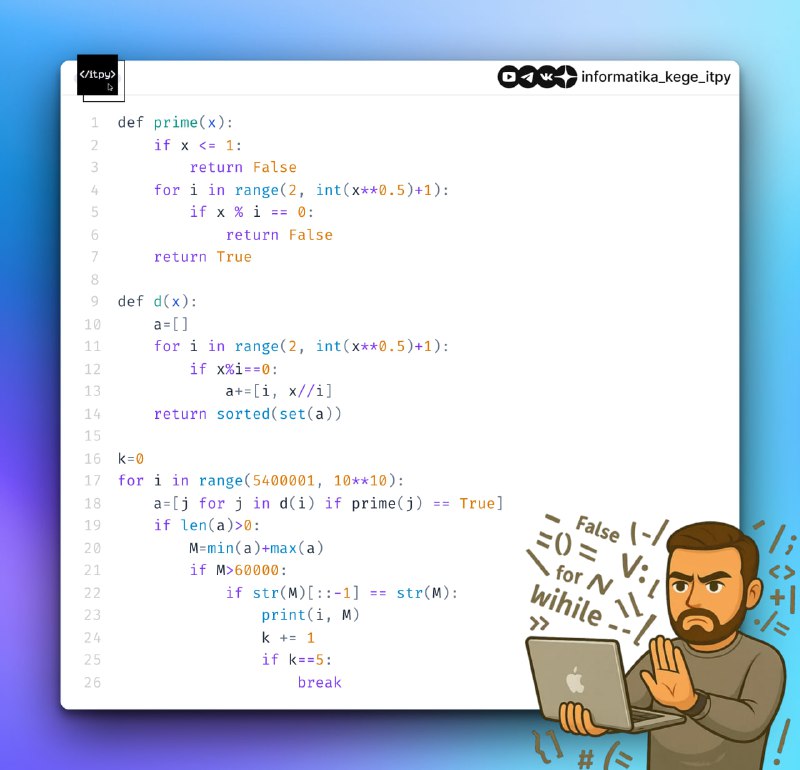 </itpy>
informatika_kege_itpy
1 def prime(x):
2     if x <= 1:
3         return False
4     for i in range(2, int(x**0.5)+1):
5         if x % i == 0:
6             return False
7     return True
8
9 def d(x):
10     a=[]
11     for i in range(2, int(x**0.5)+1):
12         if x%i==0:
13             a+=[i, x//i]
14     return sorted(set(a))
15
16 k=0
17 for i in range(5400001, 10**10):
18     a=[j for j in d(i) if prime(j) == True]
19     if len(a)>0:
20         M=min(a)+max(a)
21         if M>60000:
22             if str(M)[::-1] == str(M):
23                 print(i, M)
24                 k += 1
25                 if k==5:
26                     break
False
for
wihile